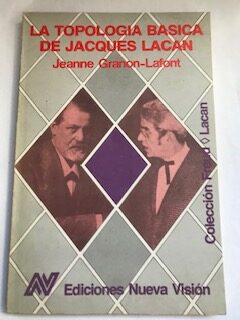 LA TOPOLOGIA BASICA
DE JACQUES LACAN
Jeanne Granon-Lafont
Colección Freud ◊ Lacan
NV Ediciones Nueva Visión